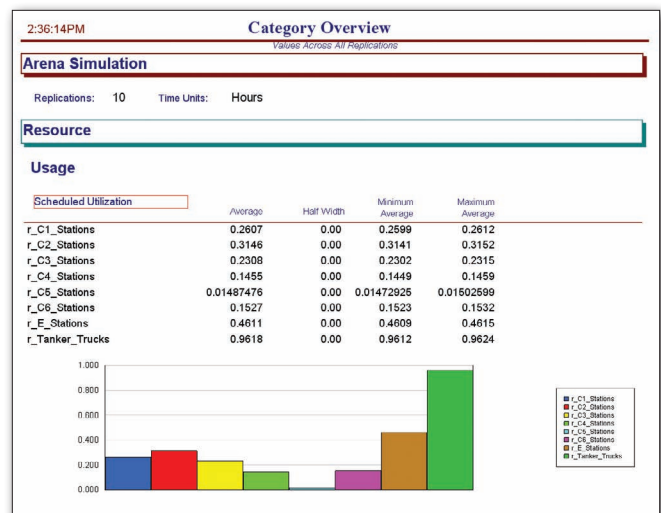 2:36:14PM Category Overview
Values Across All Replications
Arena Simulation
Replications: 10 Time Units: Hours
Resource
Usage
Scheduled Utilization Average Half Width Minimum Average Maximum Average
r_C1_Stations 0.2607 0.00 0.2599 0.2612
r_C2_Stations 0.3146 0.00 0.3141 0.3152
r_C3_Stations 0.2308 0.00 0.2302 0.2315
r_C4_Stations 0.1455 0.00 0.1449 0.1459
r_C5_Stations 0.01487476 0.00 0.01472925 0.01502599
r_C6_Stations 0.1527 0.00 0.1523 0.1532
r_E_Stations 0.4611 0.00 0.4609 0.4615
r_Tanker_Trucks 0.9618 0.00 0.9612 0.9624
1.000
0.800
0.600
0.400
0.200
0.000
r_C1_Stations
r_C2_Stations
r_C3_Stations
r_C4_Stations
r_C5_Stations
r_C6_Stations
r_E_Stations
r_Tanker_Trucks